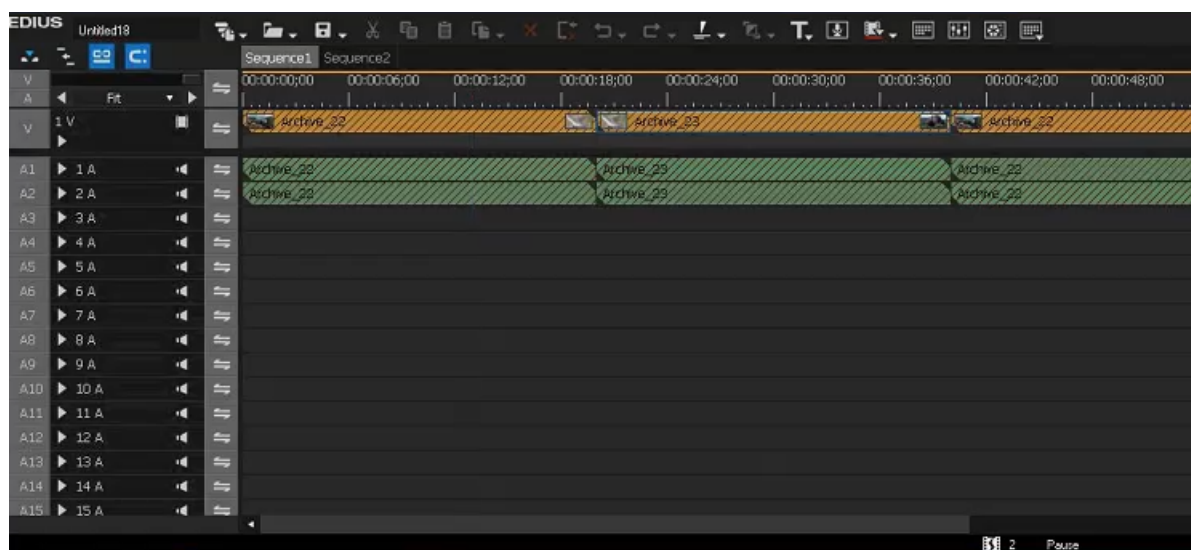 EDIUS Untitled18
Sequence1 Sequence2
V 00:00:00;00 00:00:06;00 00:00:12;00 00:00:18;00 00:00:24;00 00:00:30;00 00:00:36;00 00:00:42;00 00:00:48;00
A Fit
V 1 V Archive_22 Archive_23 Archive_22
A1 1 A Archive_22 Archive_23 Archive_22
A2 2 A Archive_22 Archive_23 Archive_22
A3 3 A
A4 4 A
A5 5 A
A6 6 A
A7 7 A
A8 8 A
A9 9 A
A10 10 A
A11 11 A
A12 12 A
A13 13 A
A14 14 A
A15 15 A
2 Pause